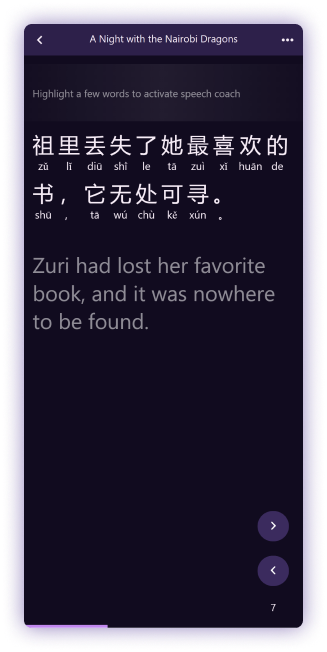 A Night with the Nairobi Dragons
Highlight a few words to activate speech coach
祖里丢失了她最喜欢的
zǔ lǐ diū shī le tā zuì xǐ huān de
书，它无处可寻。
shū , tā wú chù kě xún 。
Zuri had lost her favorite
book, and it was nowhere
to be found.
7